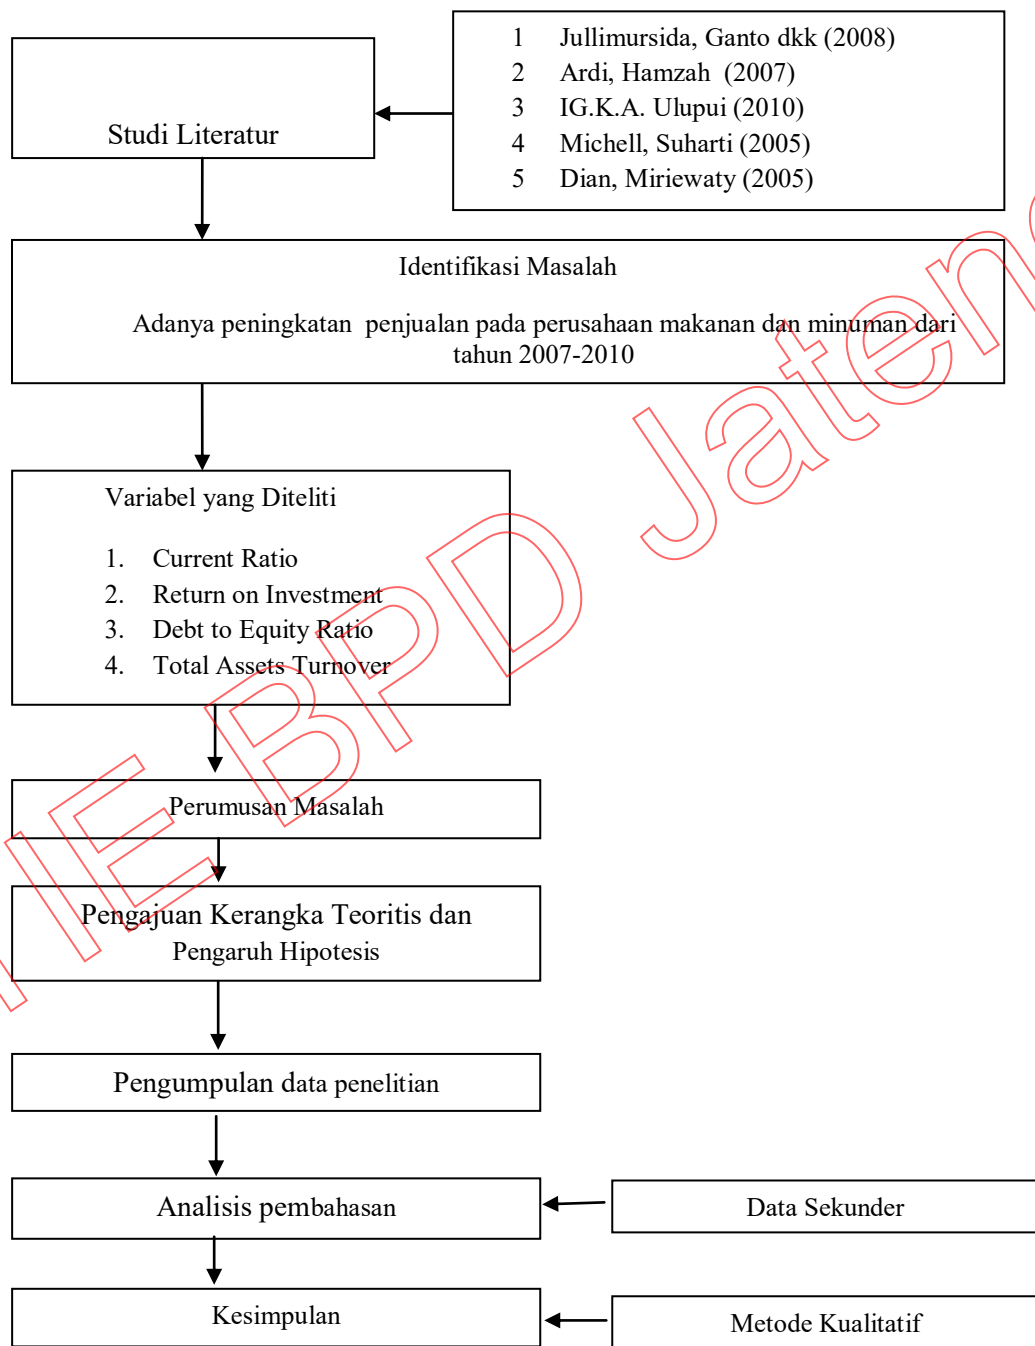 1 Jullimursida, Ganto dkk (2008)
2 Ardi, Hamzah (2007)
3 IG.K.A. Ulupui (2010)
4 Michell, Suharti (2005)
5 Dian, Miriewaty (2005)
Studi Literatur
Identifikasi Masalah
Adanya peningkatan penjualan pada perusahaan makanan dan minuman dari
tahun 2007-2010
Variabel yang Diteliti
1. Current Ratio
2. Return on Investment
3. Debt to Equity Ratio
4. Total Assets Turnover
Perumusan Masalah
Pengajuan Kerangka Teoritis dan
Pengaruh Hipotesis
Pengumpulan data penelitian
Analisis pembahasan
Data Sekunder
Kesimpulan
Metode Kualitatif
IE BPD Jaten